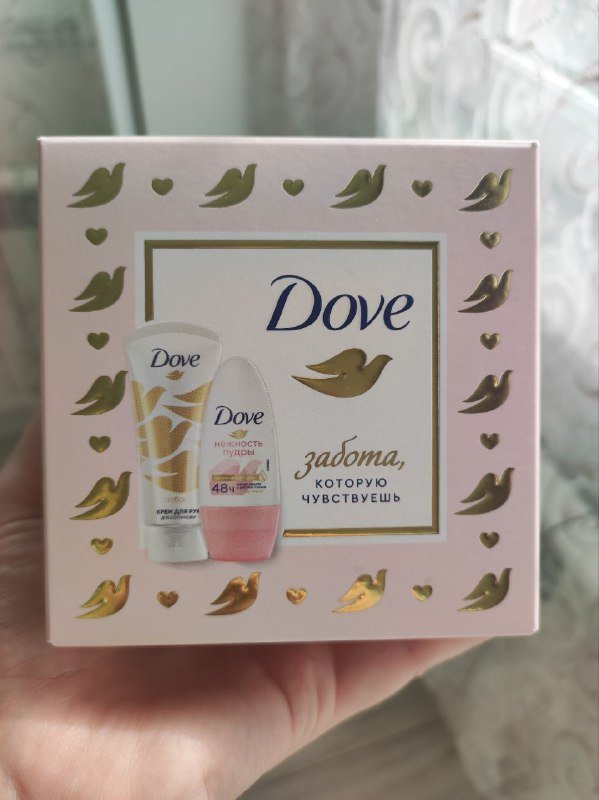 Dove
забота,
КОТОРУЮ
ЧУВСТВУЕШЬ
Dove
КРЕМ ДЛЯ РУК
Dove
нежность
пудры
48ч